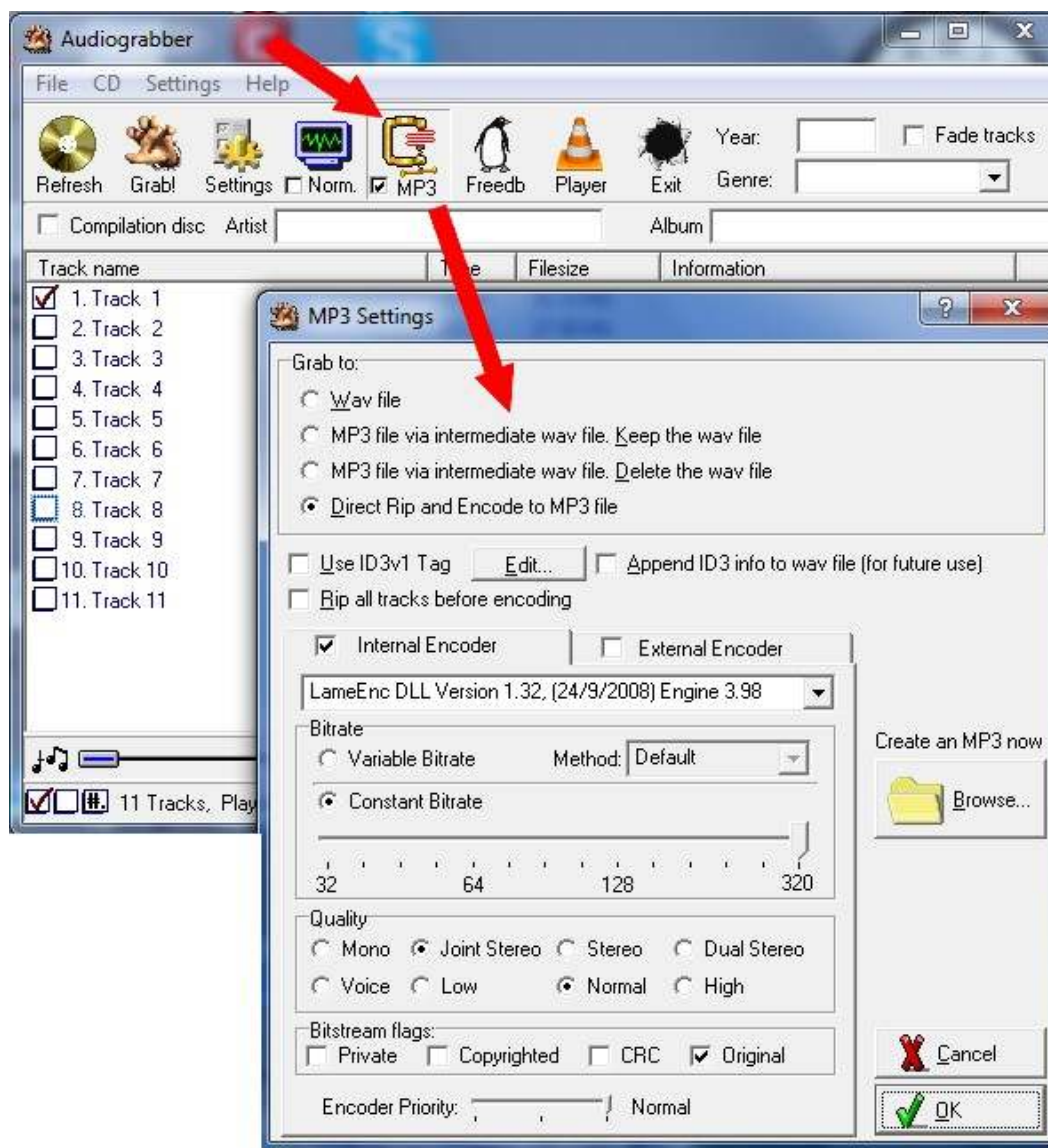 Audiograbber
File CD Settings Help
Year: Fade tracks
Refresh Grab! Settings Norm. MP3 Freedb Player Exit Genre:
Compilation disc Artist Album
Track name Filesize Information
1. Track 1
2. Track 2
3. Track 3
4. Track 4
5. Track 5
6. Track 6
7. Track 7
8. Track 8
9. Track 9
10. Track 10
11. Track 11
11 Tracks, Play
MP3 Settings
Grab to:
Wav file
MP3 file via intermediate wav file. Keep the wav file
MP3 file via intermediate wav file. Delete the wav file
Direct Rip and Encode to MP3 file
Use ID3v1 Tag Edit... Append ID3 info to wav file (for future use)
Rip all tracks before encoding
Internal Encoder External Encoder
LameEnc DLL Version 1.32, (24/9/2008) Engine 3.98
Bitrate
Variable Bitrate Method: Default
Constant Bitrate
32 64 128 320
Create an MP3 now
Browse...
Quality
Mono Joint Stereo Stereo Dual Stereo
Voice Low Normal High
Bitstream flags:
Private Copyrighted CRC Original
Encoder Priority: Normal
Cancel
OK